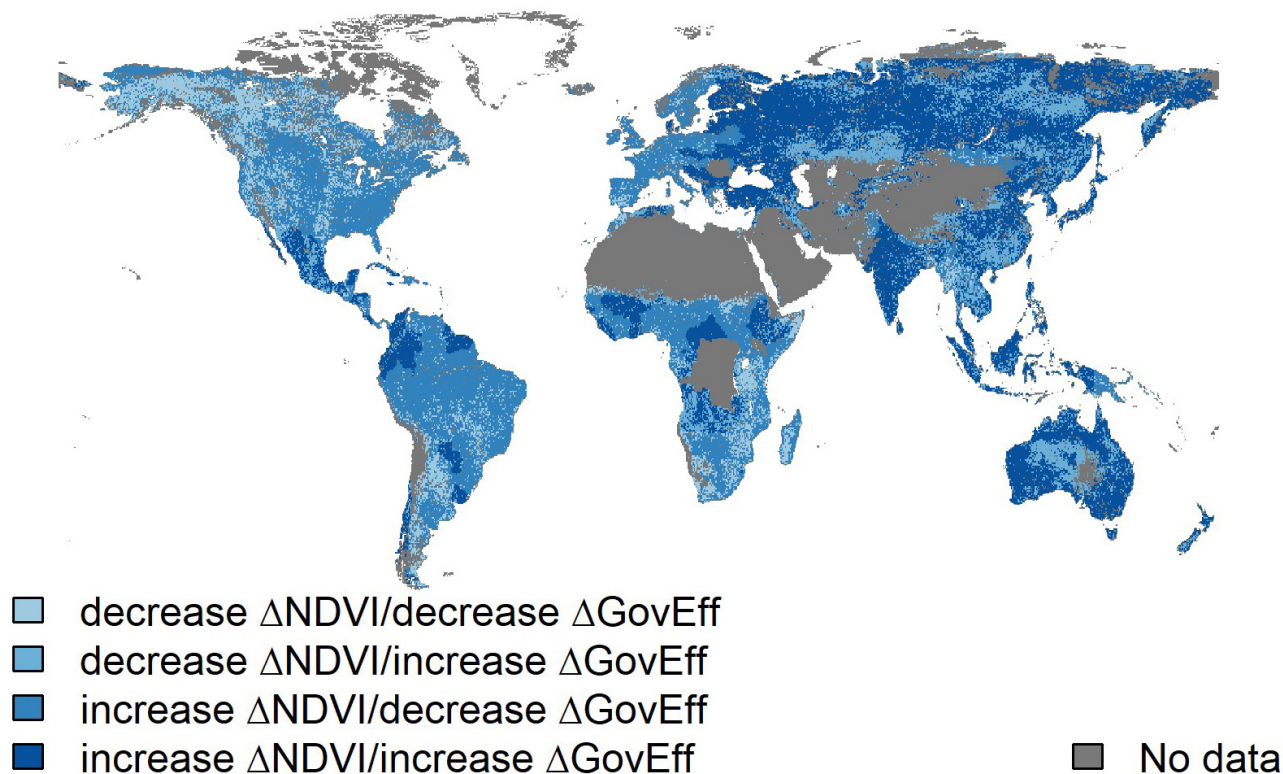 decrease ΔNDVI/decrease ΔGovEff
decrease ΔNDVI/increase ΔGovEff
increase ΔNDVI/decrease ΔGovEff
increase ΔNDVI/increase ΔGovEff
No data